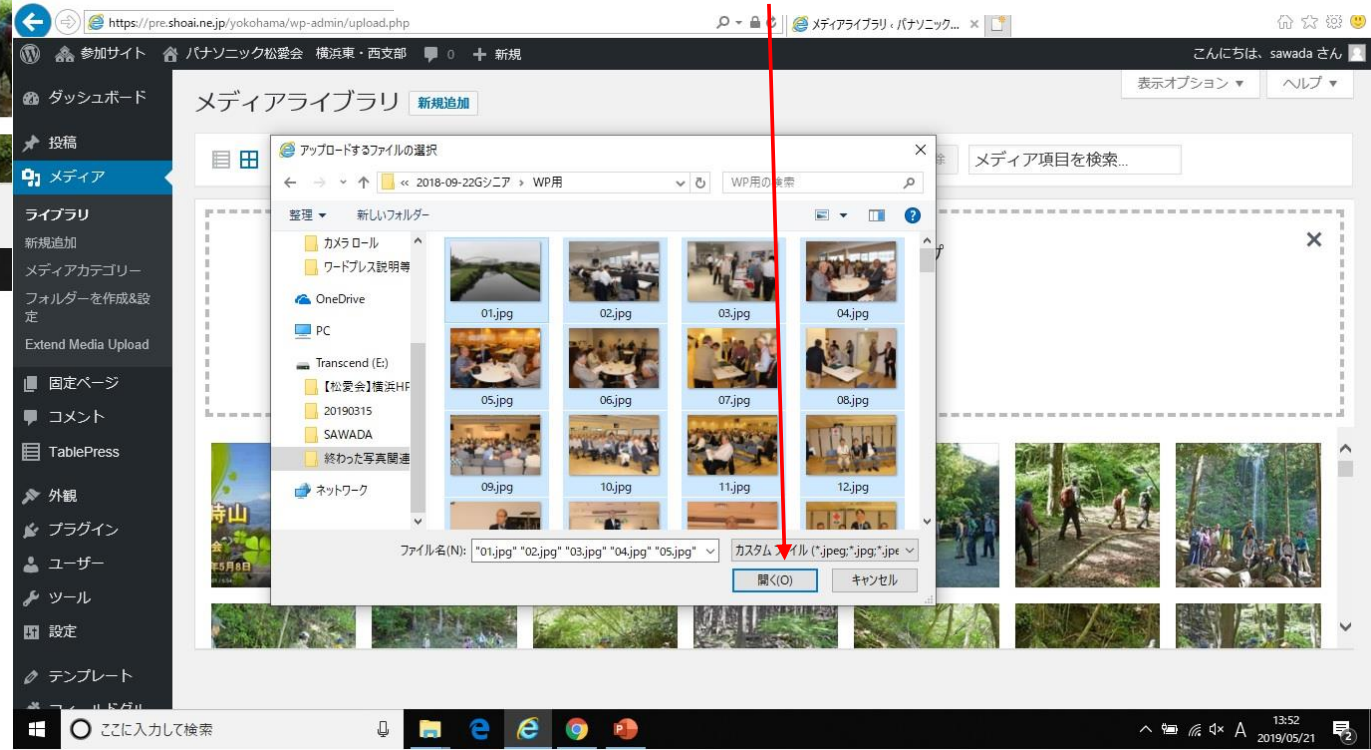 https://pre.shoai.ne.jp/yokohama/wp-admin/upload.php
メディアライブラリ ‹ パナソニック...
参加サイト パナソニック松愛会 横浜東・西支部 0 新規
こんにちは、sawada さん
ダッシュボード
投稿
メディア
ライブラリ
新規追加
メディアカテゴリー
フォルダーを作成&設
定
Extend Media Upload
固定ページ
コメント
TablePress
外観
プラグイン
ユーザー
ツール
設定
テンプレート
メディアライブラリ 新規追加
表示オプション ▼ ヘルプ ▼
メディア項目を検索...
アップロードするファイルの選択
« 2018-09-22Gシニア › WP用
WP用の検索
整理 ▼ 新しいフォルダー
カメラ ロール
ワードプレス説明等
OneDrive
PC
Transcend (E:)
【松愛会】横浜HP
20190315
SAWADA
終わった写真関連
ネットワーク
01.jpg 02.jpg 03.jpg 04.jpg
05.jpg 06.jpg 07.jpg 08.jpg
09.jpg 10.jpg 11.jpg 12.jpg
ファイル名(N): "01.jpg" "02.jpg" "03.jpg" "04.jpg" "05.jpg"
カスタム ファイル (*.jpeg;*.jpg;*.jpe
開く(O) キャンセル
ここに入力して検索
A
13:52
2019/05/21
2